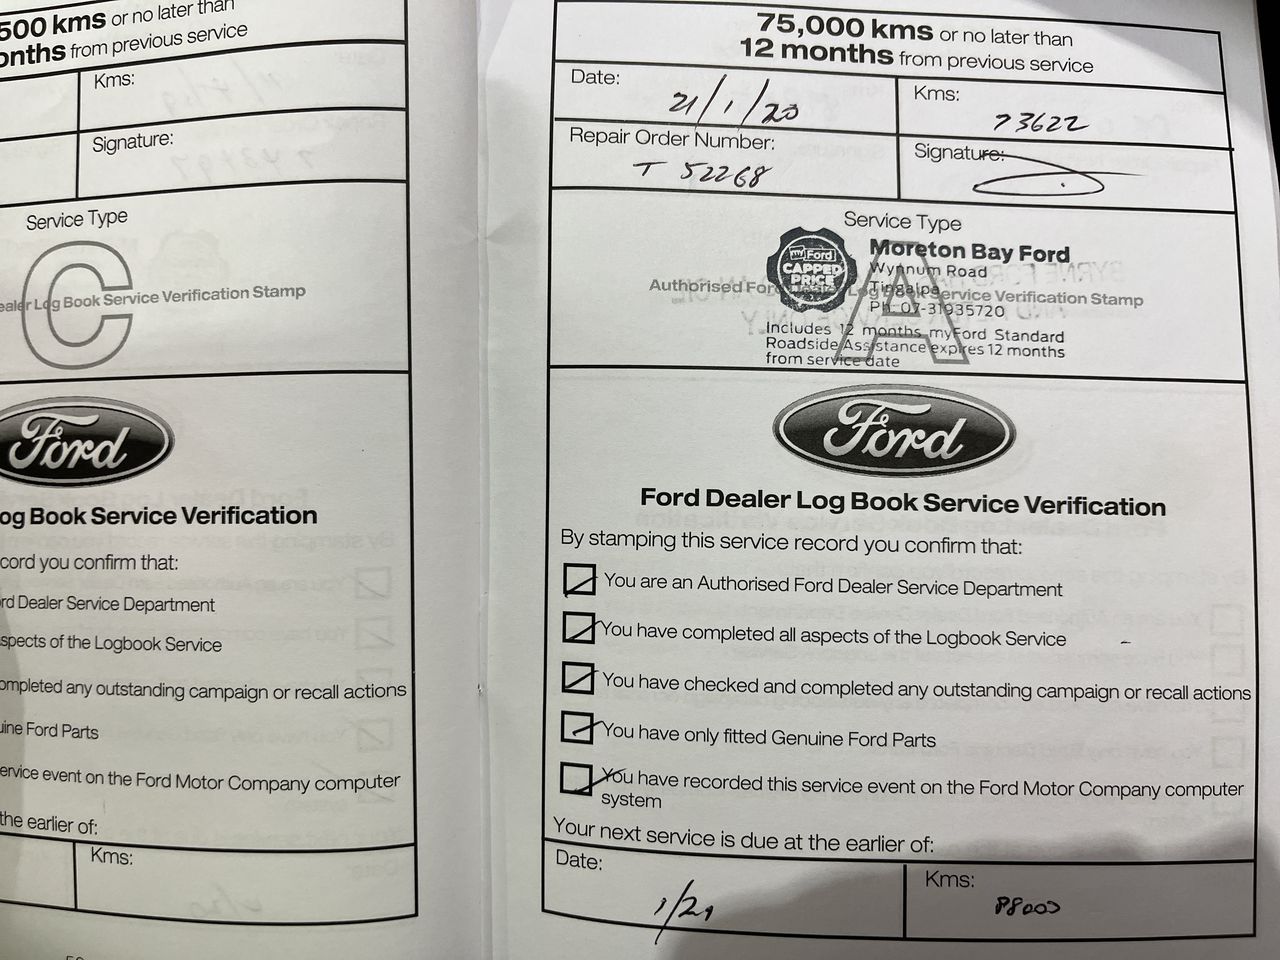 500 kms or no later than
onths from previous service
Kms:
Signature:
Service Type
C
ealer Log Book Service Verification Stamp
Ford
og Book Service Verification
cord you confirm that:
rd Dealer Service Department
spects of the Logbook Service
ompleted any outstanding campaign or recall actions
uine Ford Parts
ervice event on the Ford Motor Company computer
the earlier of:
Kms:
75,000 kms or no later than
12 months from previous service
Date:
21/1/20
Kms:
73622
Repair Order Number:
T 52268
Signature:
Service Type
A
my Ford
CAPPED
PRICE
Moreton Bay Ford
Wynnum Road
Tingalpa
Ph: 07-31935720
Authorised Ford Dealer Log Book Service Verification Stamp
Includes 12 months myFord Standard
Roadside Assistance expires 12 months
from service date
Ford
Ford Dealer Log Book Service Verification
By stamping this service record you confirm that:
You are an Authorised Ford Dealer Service Department
You have completed all aspects of the Logbook Service
You have checked and completed any outstanding campaign or recall actions
You have only fitted Genuine Ford Parts
You have recorded this service event on the Ford Motor Company computer
system
Your next service is due at the earlier of:
Date:
1/21
Kms:
88000